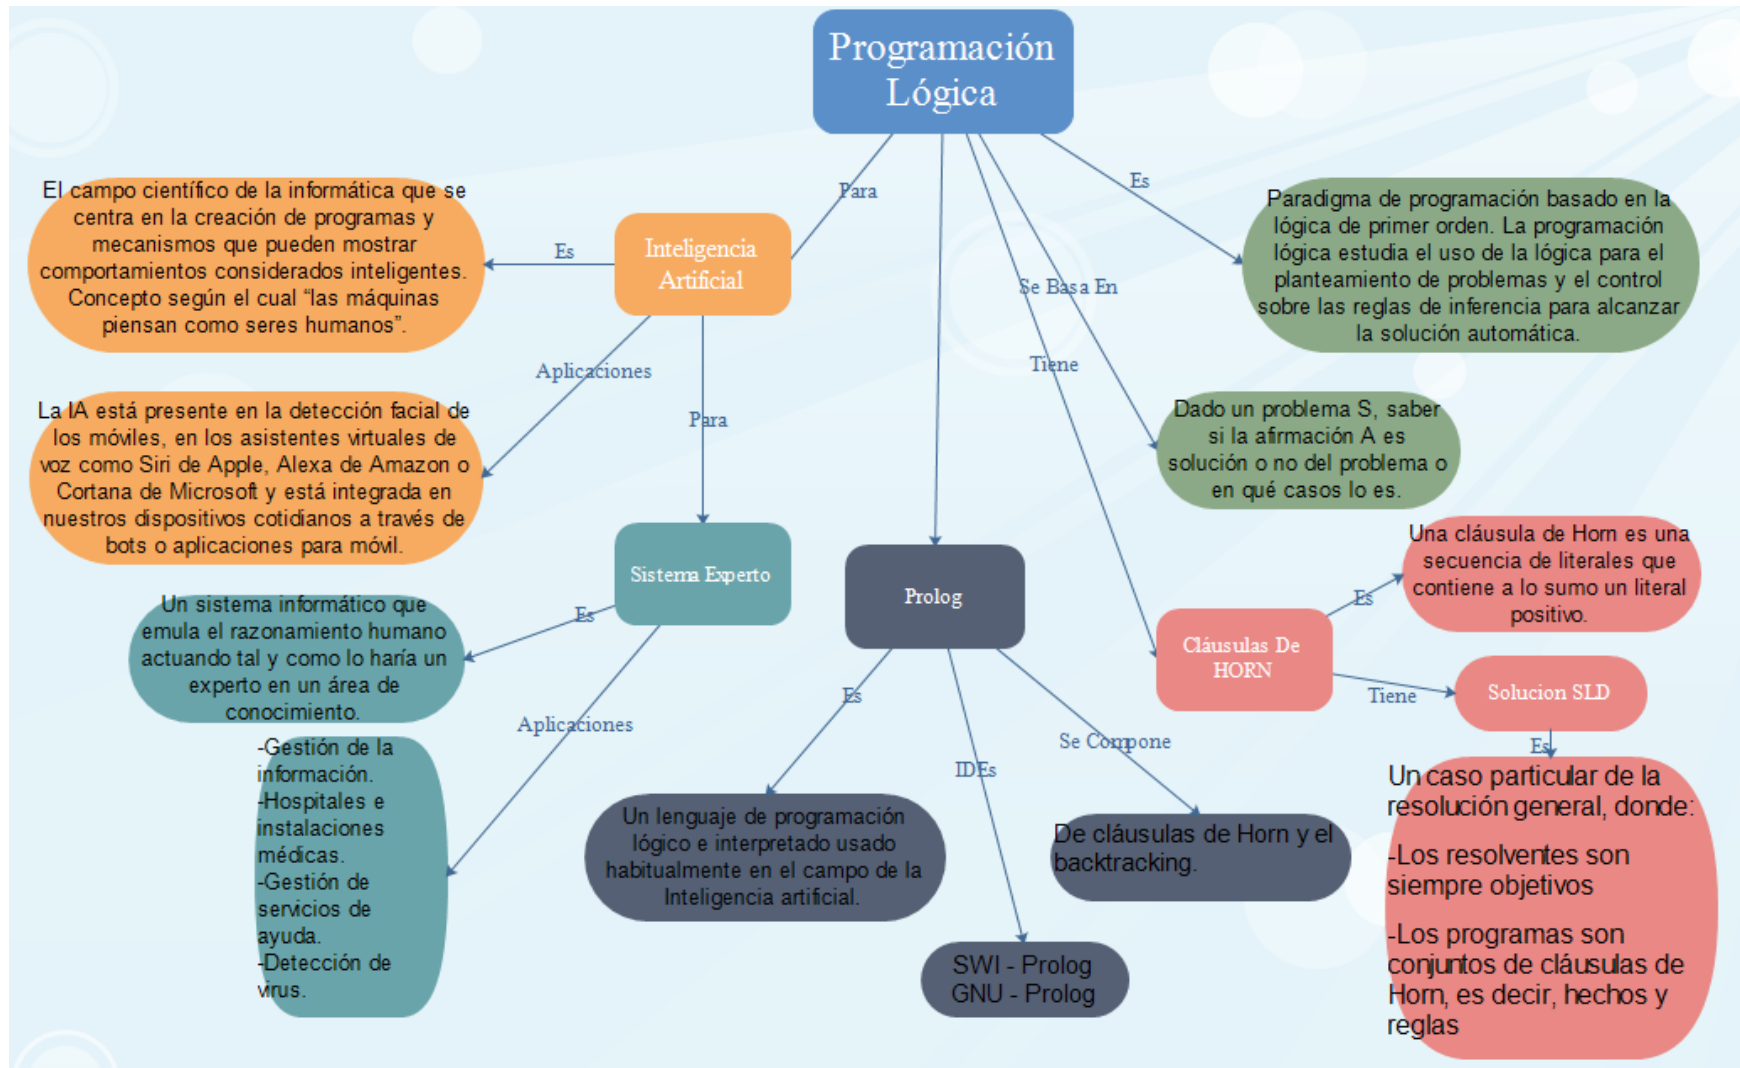 Programación
Lógica
Para
Es
Se Basa En
Tiene
El campo científico de la informática que se
centra en la creación de programas y
mecanismos que pueden mostrar
comportamientos considerados inteligentes.
Concepto según el cual “las máquinas
piensan como seres humanos”.
Es
Inteligencia
Artificial
Aplicaciones
Para
Paradigma de programación basado en la
lógica de primer orden. La programación
lógica estudia el uso de la lógica para el
planteamiento de problemas y el control
sobre las reglas de inferencia para alcanzar
la solución automática.
La IA está presente en la detección facial de
los móviles, en los asistentes virtuales de
voz como Siri de Apple, Alexa de Amazon o
Cortana de Microsoft y está integrada en
nuestros dispositivos cotidianos a través de
bots o aplicaciones para móvil.
Dado un problema S, saber
si la afirmación A es
solución o no del problema o
en qué casos lo es.
Sistema Experto
Es
Aplicaciones
Un sistema informático que
emula el razonamiento humano
actuando tal y como lo haría un
experto en un área de
conocimiento.
-Gestión de la
información.
-Hospitales e
instalaciones
médicas.
-Gestión de
servicios de
ayuda.
-Detección de
virus.
Prolog
Es
IDEs
Se Compone
Un lenguaje de programación
lógico e interpretado usado
habitualmente en el campo de la
Inteligencia artificial.
SWI - Prolog
GNU - Prolog
De cláusulas de Horn y el
backtracking.
Cláusulas De
HORN
Es
Tiene
Una cláusula de Horn es una
secuencia de literales que
contiene a lo sumo un literal
positivo.
Solucion SLD
Es
Un caso particular de la
resolución general, donde:
-Los resolventes son
siempre objetivos
-Los programas son
conjuntos de cláusulas de
Horn, es decir, hechos y
reglas